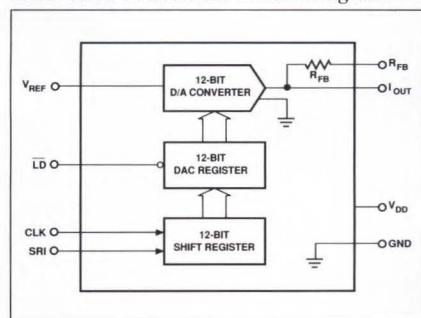 V_REF
12-BIT
D/A CONVERTER
R_FB
R_FB
I_OUT
LD
12-BIT
DAC REGISTER
CLK
SRI
12-BIT
SHIFT REGISTER
V_DD
GND